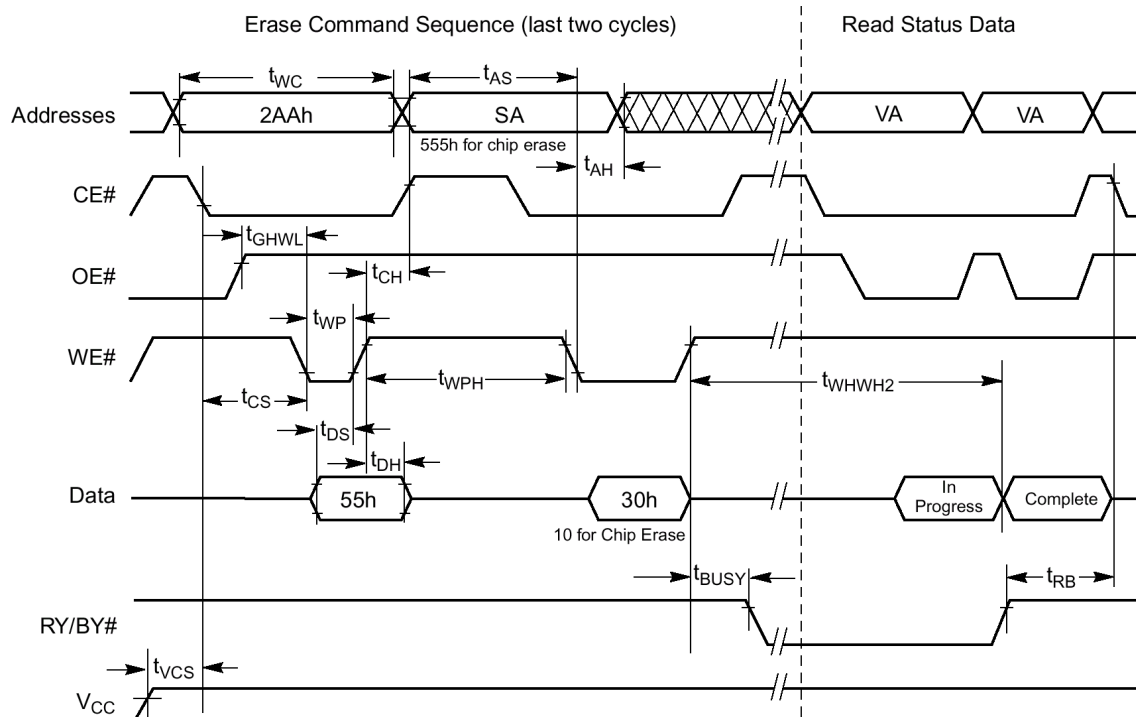 Erase Command Sequence (last two cycles)
Read Status Data
tWC
tAS
Addresses
2AAh
SA
VA
VA
555h for chip erase
tAH
CE#
tGHWL
tCH
OE#
tWP
WE#
tWPH
tWHWH2
tCS
tDS
tDH
Data
55h
30h
In
Progress
Complete
10 for Chip Erase
tBUSY
tRB
RY/BY#
tVCS
VCC